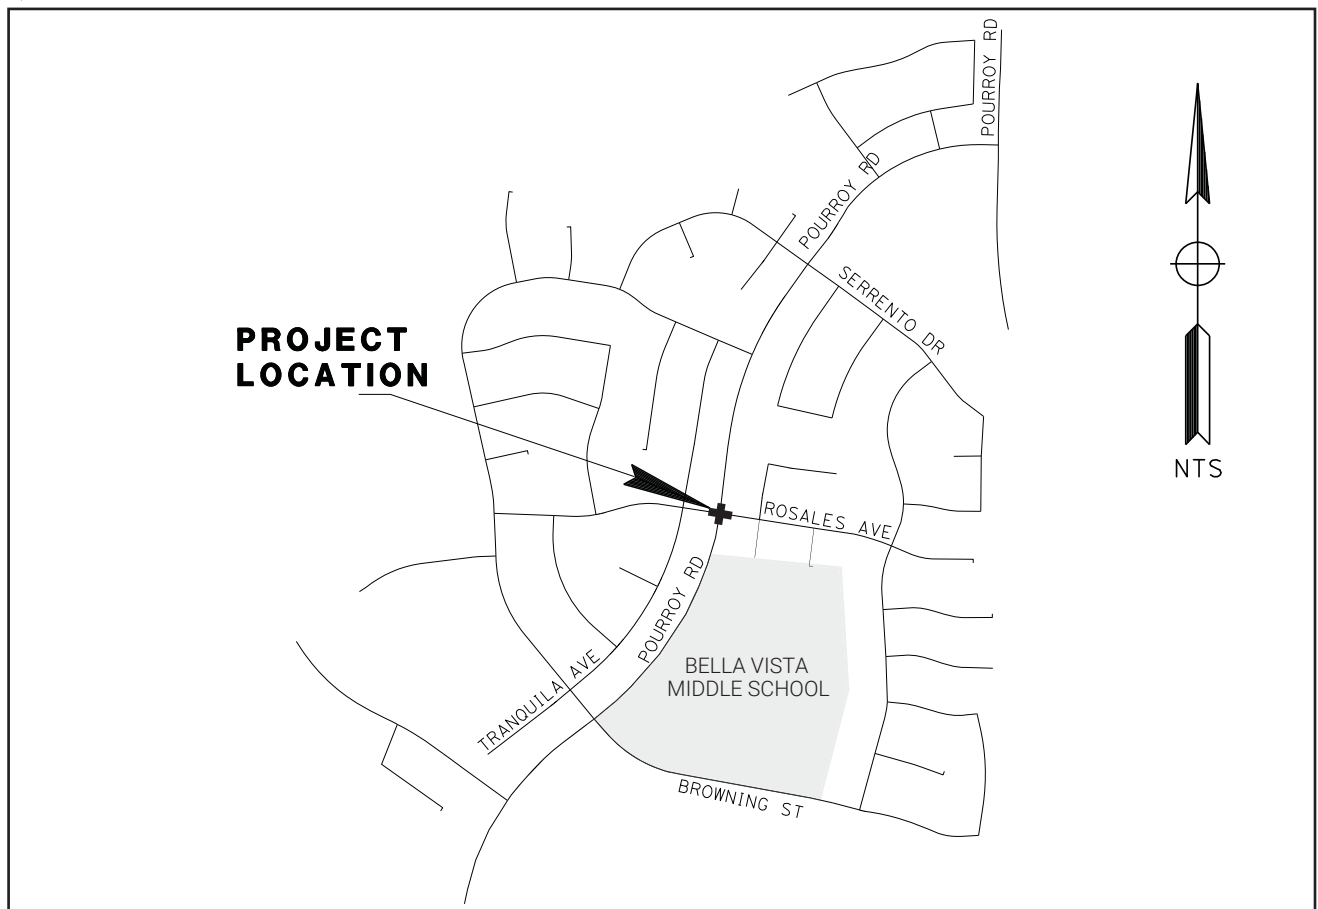 POURROY RD
POURROY RD
SERRENTO DR
PROJECT
LOCATION
NTS
ROSALES AVE
POURROY RD
BELLA VISTA
MIDDLE SCHOOL
TRANQUILA AVE
BROWNING ST